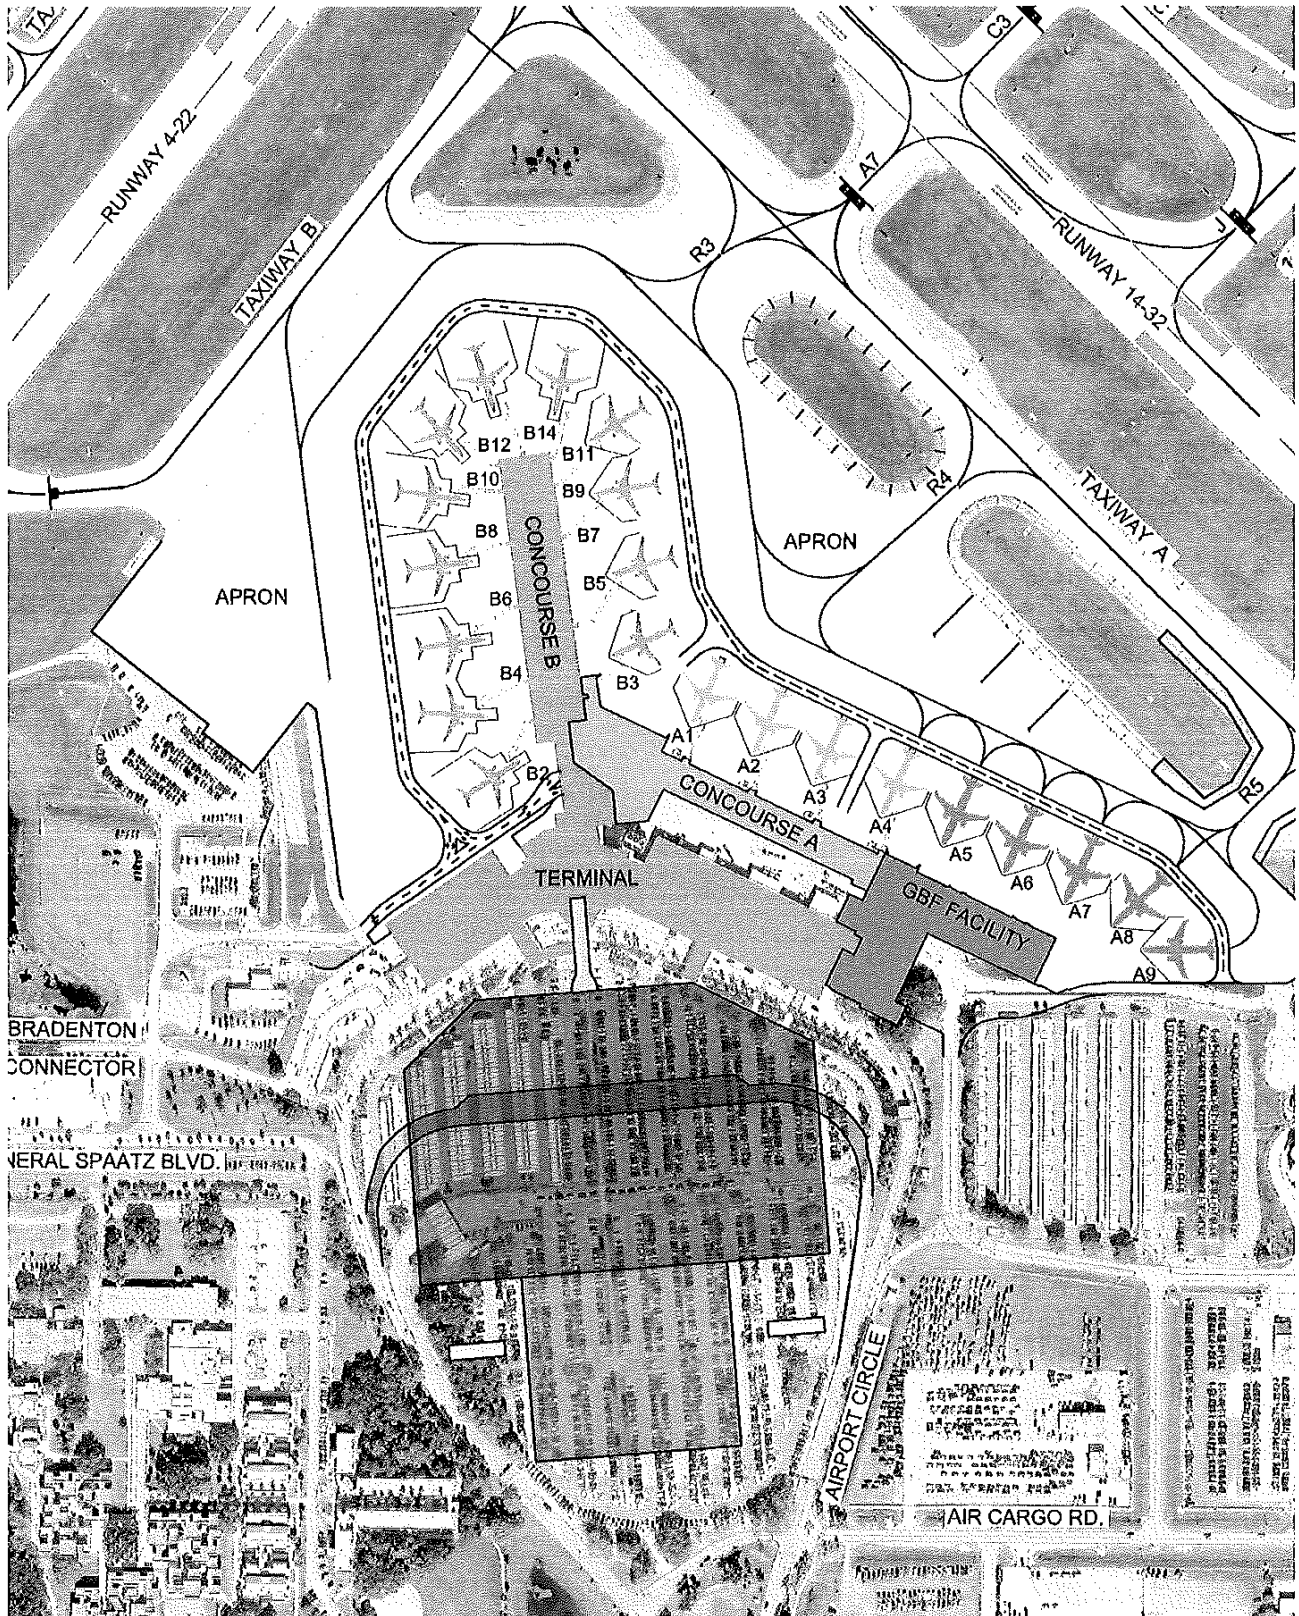 TA
C3
RUNWAY 4-22
A7
TAXIWAY B
R3
J
RUNWAY 14-32
B12
B14
B11
B10
B9
R4
TAXIWAY A
B8
B7
APRON
CONCOURSE B
B5
APRON
B6
B4
B3
A1
A2
B2
A3
CONCOURSE A
R5
A4
A5
TERMINAL
A6
GBF FACILITY
A7
A8
A9
BRADENTON
CONNECTOR
NERAL SPAATZ BLVD.
AIRPORT CIRCLE
AIR CARGO RD.